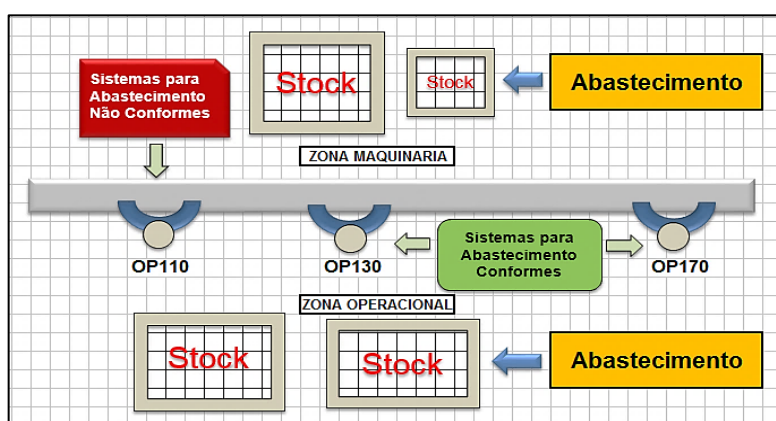 Sistemas para
Abastecimento
Não Conformes
Stock
Stock
Abastecimento
ZONA MAQUINARIA
OP110
OP130
Sistemas para
Abastecimento
Conformes
OP170
ZONA OPERACIONAL
Stock
Stock
Abastecimento